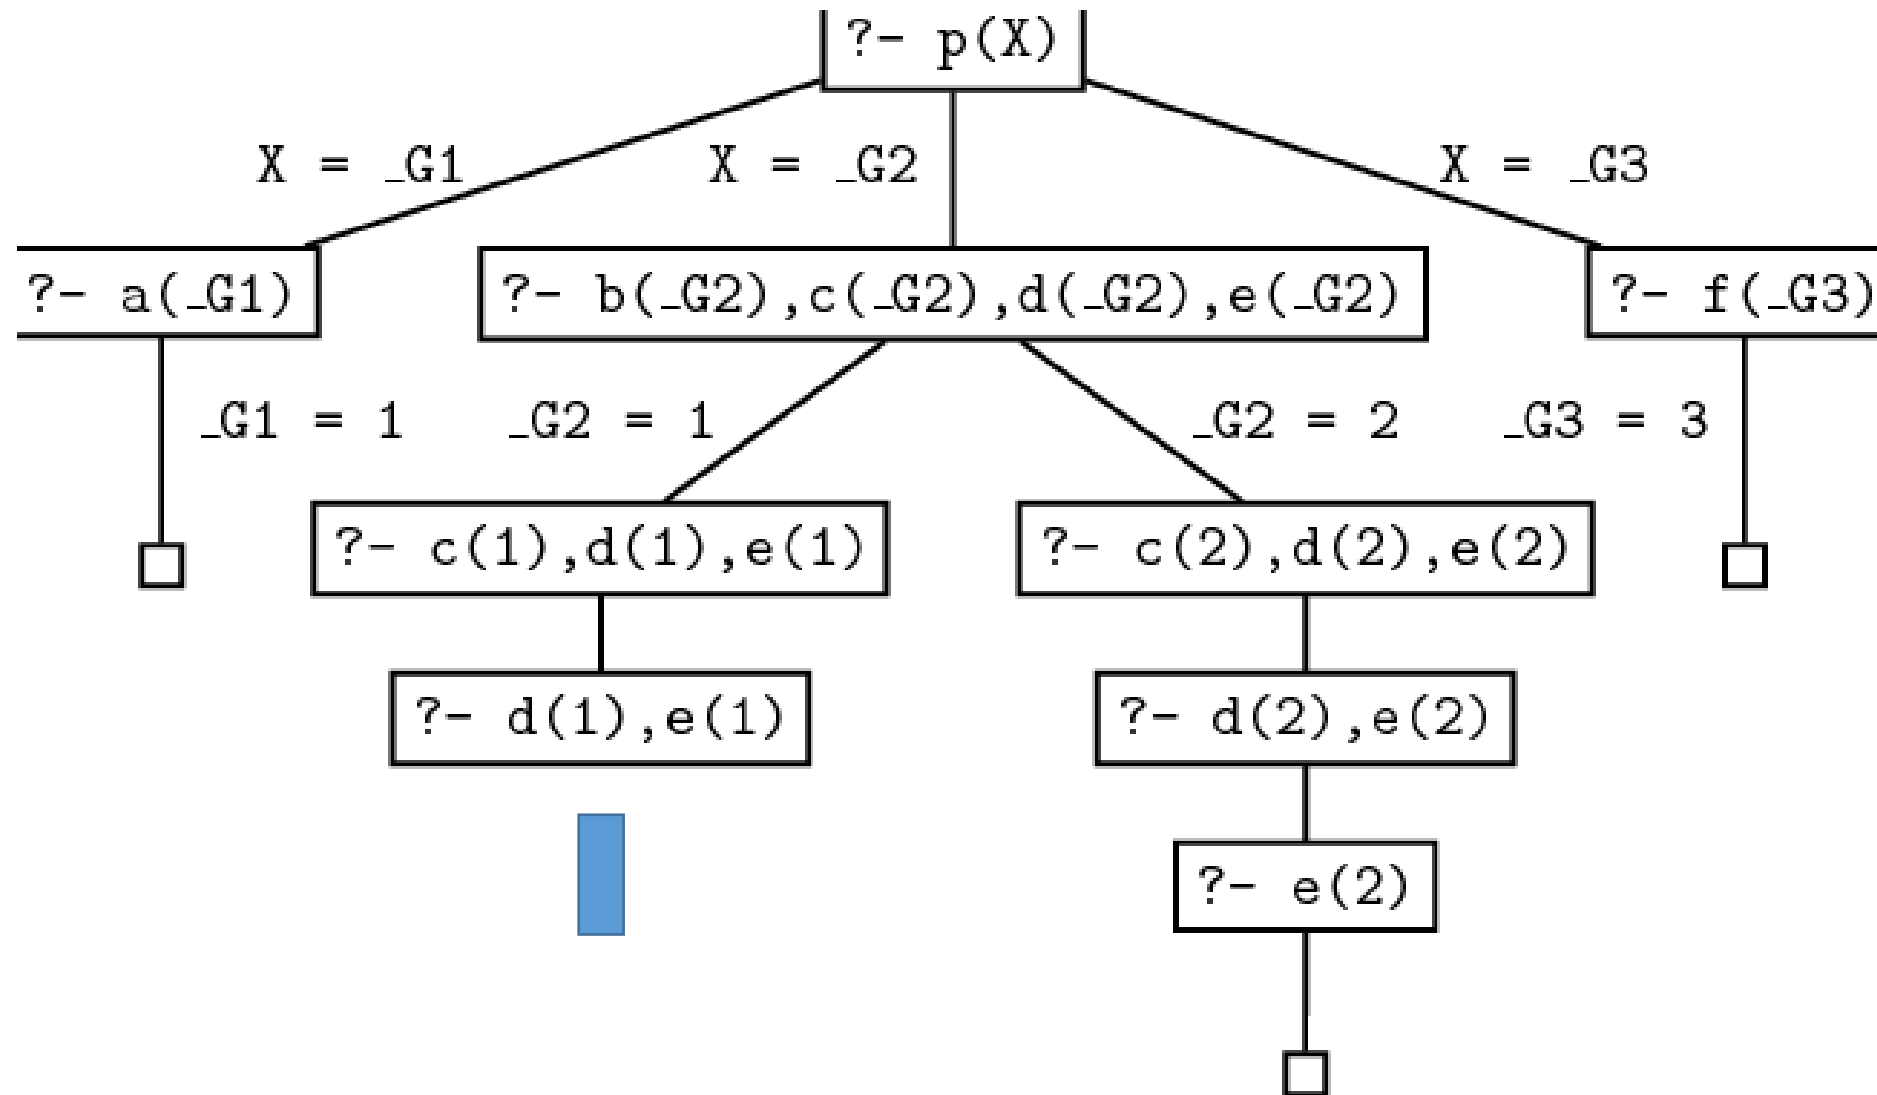 ?- p(X)
X = _G1
X = _G2
X = _G3
?- a(_G1)
?- b(_G2),c(_G2),d(_G2),e(_G2)
?- f(_G3)
_G1 = 1
_G2 = 1
_G2 = 2
_G3 = 3
?- c(1),d(1),e(1)
?- c(2),d(2),e(2)
?- d(1),e(1)
?- d(2),e(2)
?- e(2)